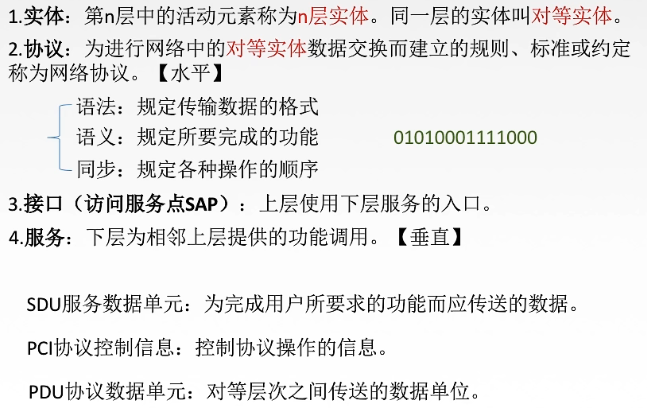 1.实体：第n层中的活动元素称为n层实体。同一层的实体叫对等实体。
2.协议：为进行网络中的对等实体数据交换而建立的规则、标准或约定
称为网络协议。【水平】
语法：规定传输数据的格式
语义：规定所要完成的功能 01010001111000
同步：规定各种操作的顺序
3.接口（访问服务点SAP）：上层使用下层服务的入口。
4.服务：下层为相邻上层提供的功能调用。【垂直】
SDU服务数据单元：为完成用户所要求的功能而应传送的数据。
PCI协议控制信息：控制协议操作的信息。
PDU协议数据单元：对等层次之间传送的数据单位。